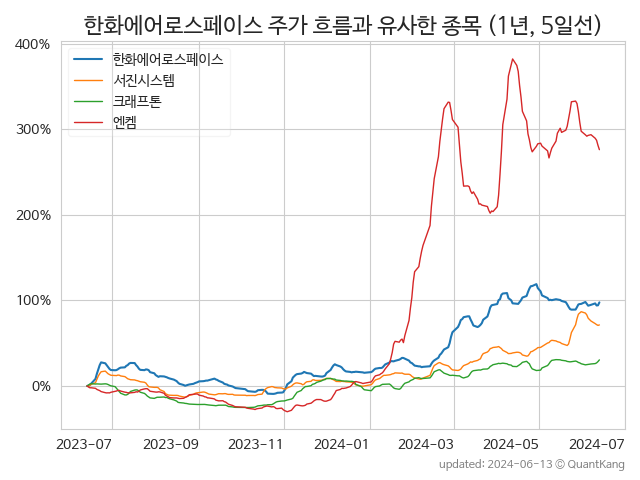 한화에어로스페이스 주가 흐름과 유사한 종목 (1년, 5일선)
400%
300%
200%
100%
0%
한화에어로스페이스
서진시스템
크래프톤
엔켐
2023-07 2023-09 2023-11 2024-01 2024-03 2024-05 2024-07
updated: 2024-06-13 © QuantKang